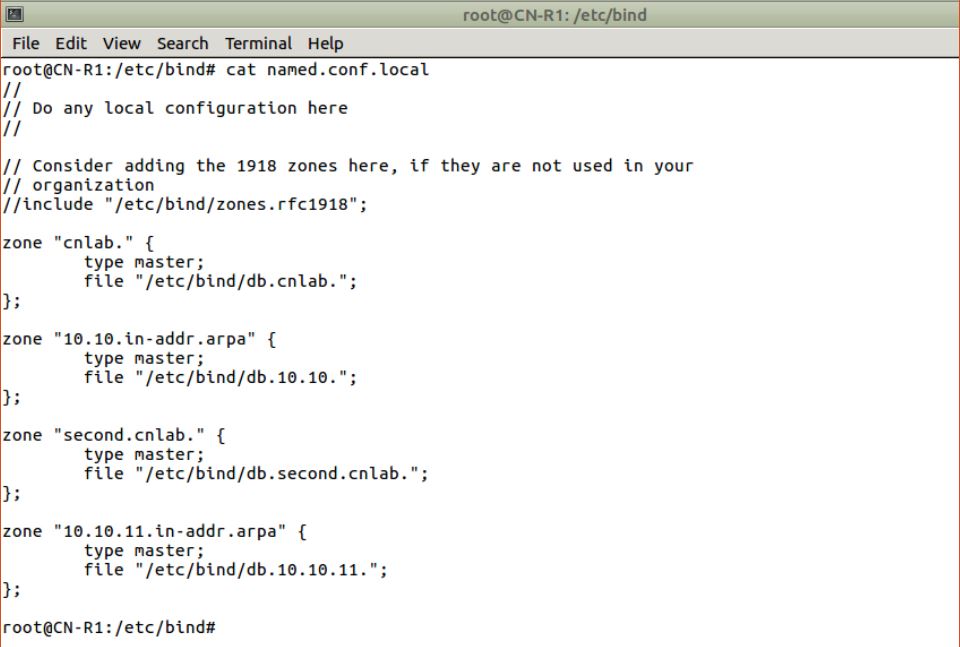 root@CN-R1: /etc/bind
File Edit View Search Terminal Help
root@CN-R1:/etc/bind# cat named.conf.local
//
// Do any local configuration here
//
// Consider adding the 1918 zones here, if they are not used in your
// organization
//include "/etc/bind/zones.rfc1918";
zone "cnlab." {
        type master;
        file "/etc/bind/db.cnlab.";
};
zone "10.10.in-addr.arpa" {
        type master;
        file "/etc/bind/db.10.10.";
};
zone "second.cnlab." {
        type master;
        file "/etc/bind/db.second.cnlab.";
};
zone "10.10.11.in-addr.arpa" {
        type master;
        file "/etc/bind/db.10.10.11.";
};
root@CN-R1:/etc/bind#